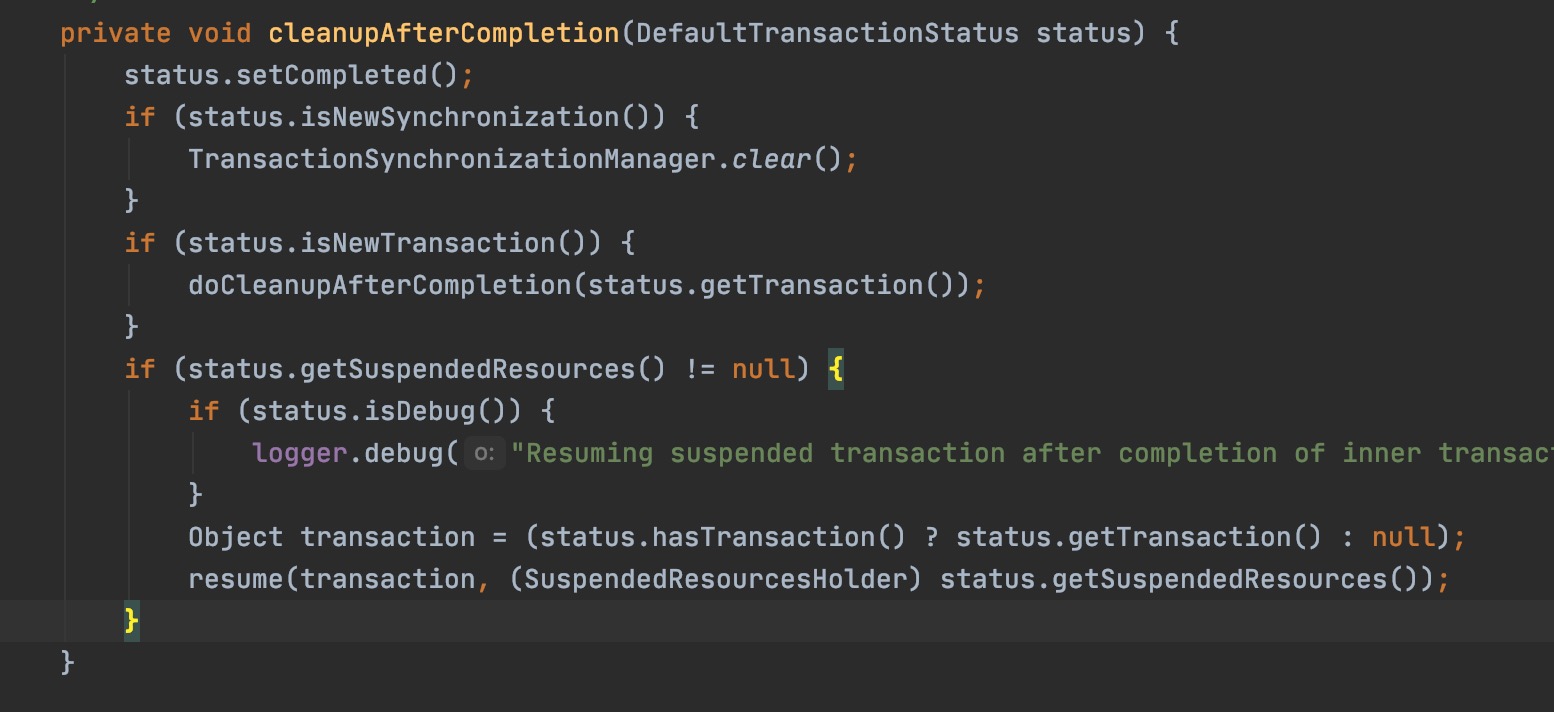 private void cleanupAfterCompletion(DefaultTransactionStatus status) {
status.setCompleted();
if (status.isNewSynchronization()) {
TransactionSynchronizationManager.clear();
}
if (status.isNewTransaction()) {
doCleanupAfterCompletion(status.getTransaction());
}
if (status.getSuspendedResources() != null) {
if (status.isDebug()) {
logger.debug( o: "Resuming suspended transaction after completion of inner transac
}
Object transaction = (status.hasTransaction() ? status.getTransaction() : null);
resume(transaction, (SuspendedResourcesHolder) status.getSuspendedResources());
}
}